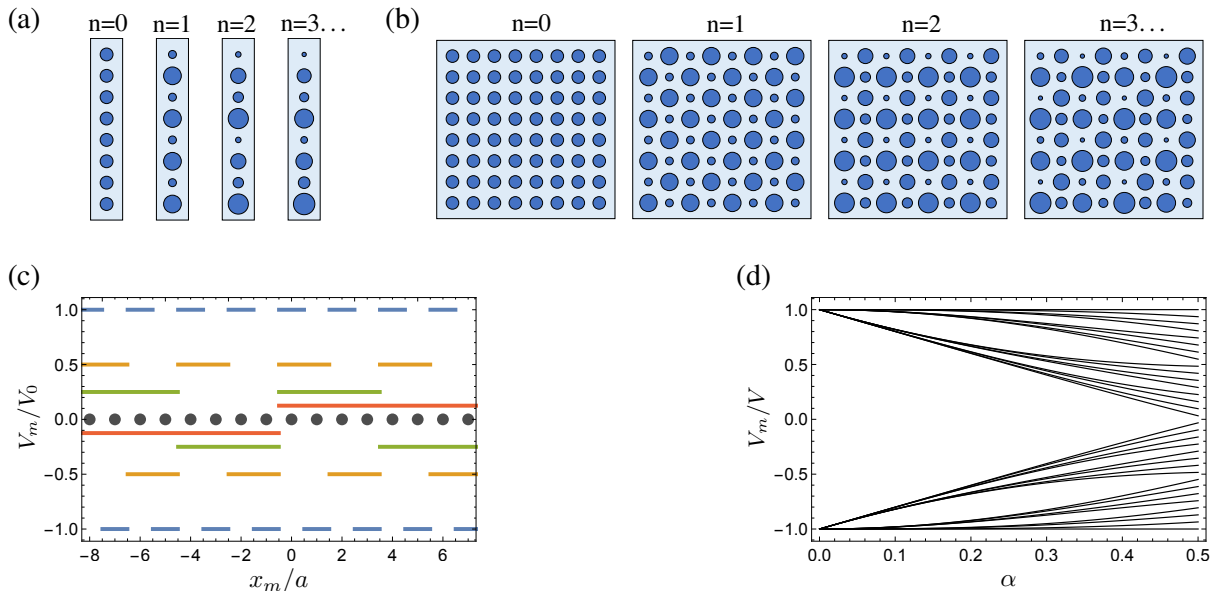 (a)
n=0 n=1 n=2 n=3...
(b)
n=0 n=1 n=2 n=3...
(c)
1.0
0.5
0.0
-0.5
-1.0
V_m/V_0
-8 -6 -4 -2 0 2 4 6
x_m/a
(d)
1.0
0.5
0.0
-0.5
-1.0
V_m/V
0.0 0.1 0.2 0.3 0.4 0.5
α